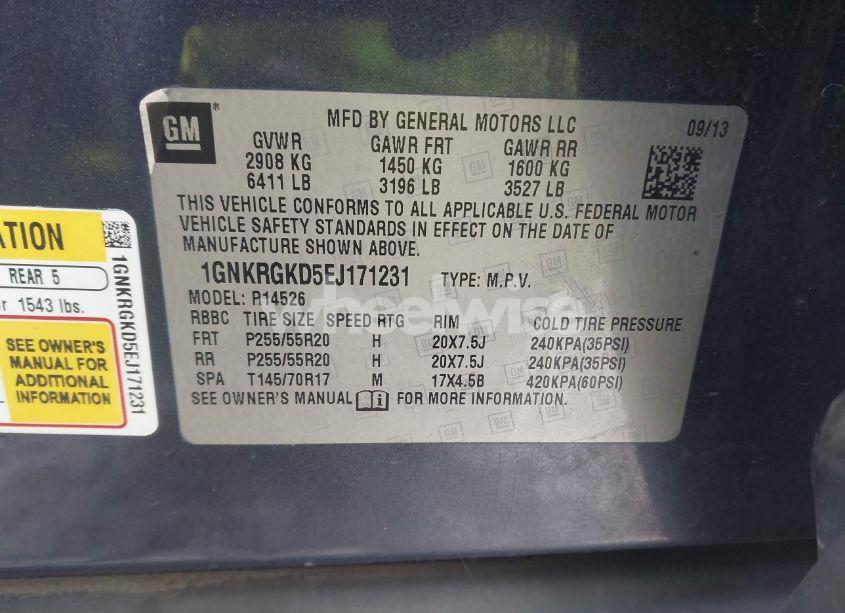 GM
MFD BY GENERAL MOTORS LLC 09/13
GVWR GAWR FRT GAWR RR
2908 KG 1450 KG 1600 KG
6411 LB 3196 LB 3527 LB
THIS VEHICLE CONFORMS TO ALL APPLICABLE U.S. FEDERAL MOTOR
VEHICLE SAFETY STANDARDS IN EFFECT ON THE DATE OF
MANUFACTURE SHOWN ABOVE.
1GNKRGKD5EJ171231 TYPE: M.P.V.
MODEL: R14526
RBBC TIRE SIZE SPEED RTG RIM COLD TIRE PRESSURE
FRT P255/55R20 H 20X7.5J 240KPA(35PSI)
RR P255/55R20 H 20X7.5J 240KPA(35PSI)
SPA T145/70R17 M 17X4.5B 420KPA(60PSI)
SEE OWNER'S MANUAL FOR MORE INFORMATION.
ATION
REAR 5
or 1543 lbs.
SEE OWNER'S
MANUAL FOR
ADDITIONAL
INFORMATION
1GNKRGKD5EJ171231
wheelwise